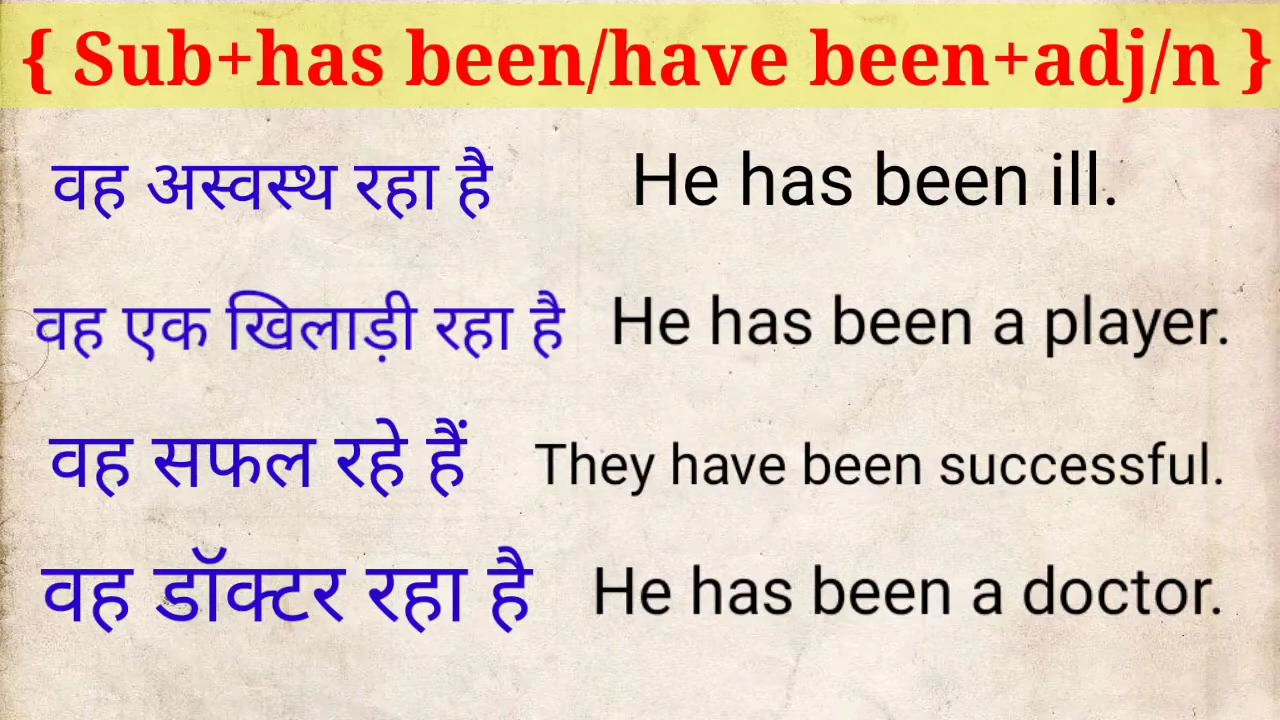 { Sub+has been/have been+adj/n }
वह अस्वस्थ रहा है He has been ill.
वह एक खिलाड़ी रहा है He has been a player.
वह सफल रहे हैं They have been successful.
वह डॉक्टर रहा है He has been a doctor.